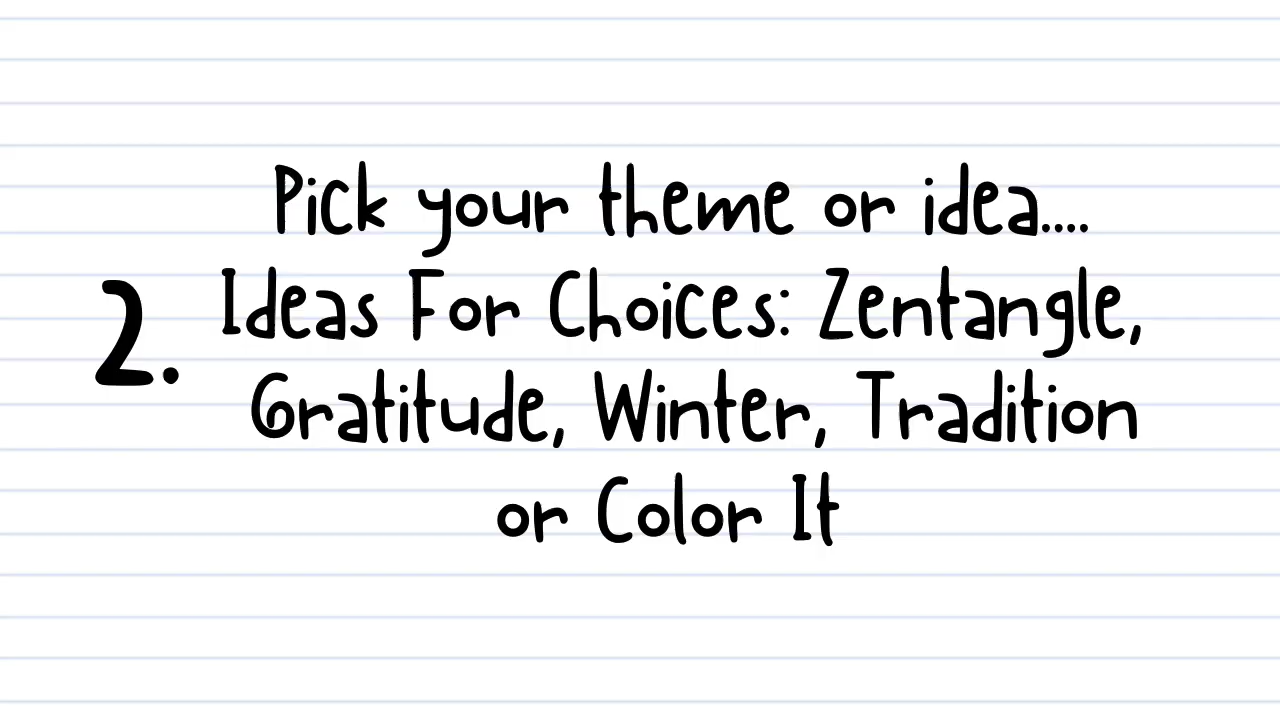 Pick your theme or idea....
2. Ideas For Choices: Zentangle,
Gratitude, Winter, Tradition
or Color It